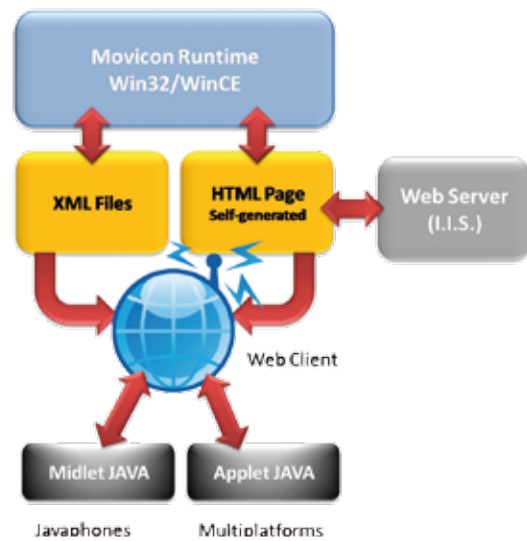 Movicon Runtime
Win32/WinCE
XML Files
HTML Page
Self-generated
Web Server
(I.I.S.)
Web Client
Midlet JAVA
Applet JAVA
Javaphones
Multiplatforms